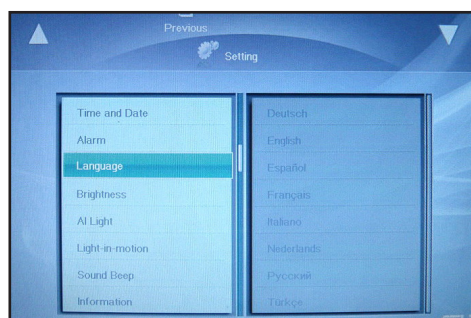 Previous
Setting
Time and Date
Alarm
Language
Brightness
AI Light
Light-in-motion
Sound Beep
Information
Deutsch
English
Español
Français
Italiano
Nederlands
Русский
Türkçe